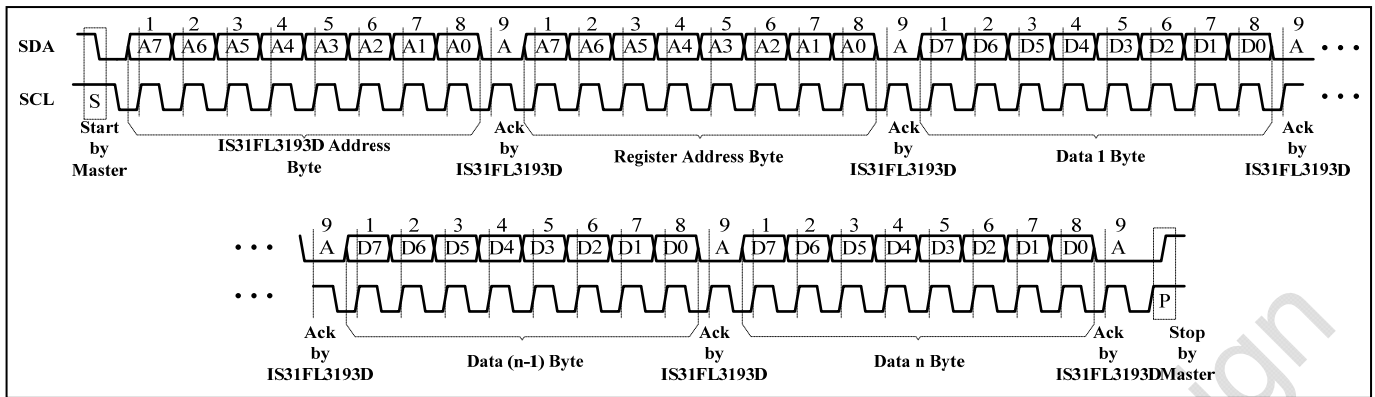 1 2 3 4 5 6 7 8 9 1 2 3 4 5 6 7 8 9 1 2 3 4 5 6 7 8 9
SDA A7 A6 A5 A4 A3 A2 A1 A0 A A7 A6 A5 A4 A3 A2 A1 A0 A D7 D6 D5 D4 D3 D2 D1 D0 A • • •
SCL S • • •
Start by Master
IS31FL3193D Address Byte
Ack by IS31FL3193D
Register Address Byte
Ack by IS31FL3193D
Data 1 Byte
Ack by IS31FL3193D
9 1 2 3 4 5 6 7 8 9 1 2 3 4 5 6 7 8 9
• • • A D7 D6 D5 D4 D3 D2 D1 D0 A D7 D6 D5 D4 D3 D2 D1 D0 A
• • • P
Ack by IS31FL3193D
Data (n-1) Byte
Ack by IS31FL3193D
Data n Byte
Ack by IS31FL3193D
Stop by Master